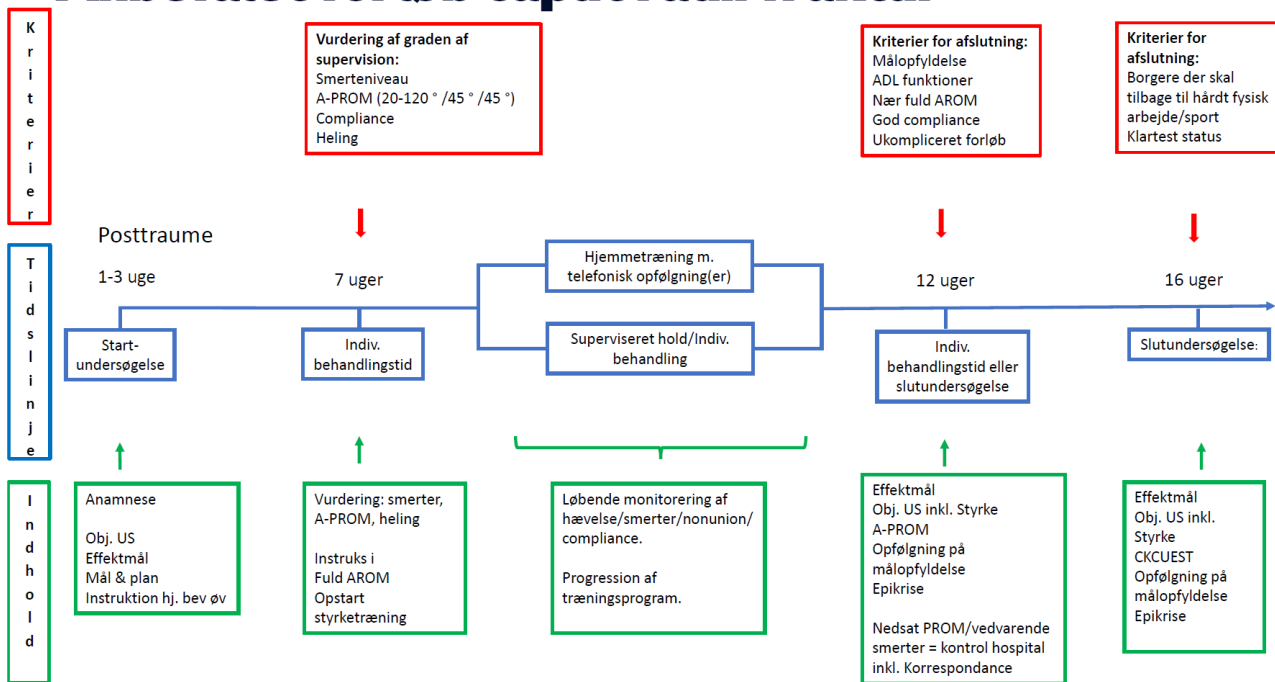 Kriterier
Vurdering af graden af
supervision:
Smerteniveau
A-PROM (20-120 ° /45 ° /45 °)
Compliance
Heling
Kriterier for afslutning:
Målopfyldelse
ADL funktioner
Nær fuld AROM
God compliance
Ukompliceret forløb
Kriterier for
afslutning:
Borgere der skal
tilbage til hårdt fysisk
arbejde/sport
Klartest status
Tidslinje
Posttraume
1-3 uge
7 uger
Hjemmetræning m.
telefonisk opfølgning(er)
12 uger
16 uger
Start-
undersøgelse
Indiv.
behandlingstid
Superviseret hold/Indiv.
behandling
Indiv.
behandlingstid eller
slutundersøgelse
Slutundersøgelse:
Indhold
Anamnese
Obj. US
Effektmål
Mål & plan
Instruktion hj. bev øv
Vurdering: smerter,
A-PROM, heling
Instruks i
Fuld AROM
Opstart
styrketræning
Løbende monitorering af
hævelse/smerter/nonunion/
compliance.
Progression af
træningsprogram.
Effektmål
Obj. US inkl. Styrke
A-PROM
Opfølgning på
målopfyldelse
Epikrise
Nedsat PROM/vedvarende
smerter = kontrol hospital
inkl. Korrespondance
Effektmål
Obj. US inkl.
Styrke
CKCUEST
Opfølgning på
målopfyldelse
Epikrise